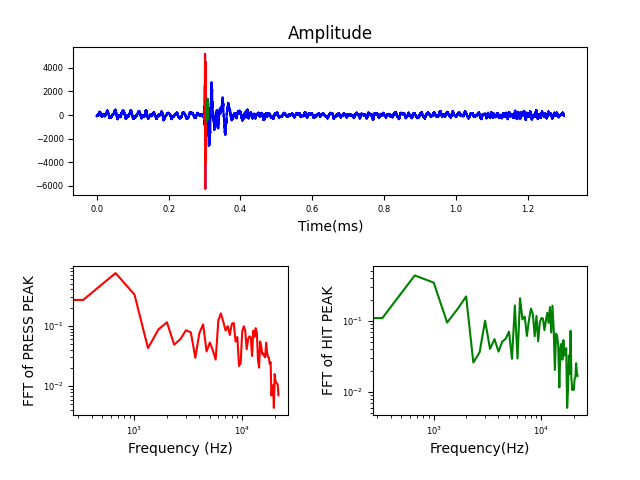 Amplitude
4000
2000
0
−2000
−4000
−6000
0.0 0.2 0.4 0.6 0.8 1.0 1.2
Time(ms)
FFT of PRESS PEAK
10⁻¹
10⁻²
10³ 10⁴
Frequency (Hz)
FFT of HIT PEAK
10⁻¹
10⁻²
10³ 10⁴
Frequency(Hz)